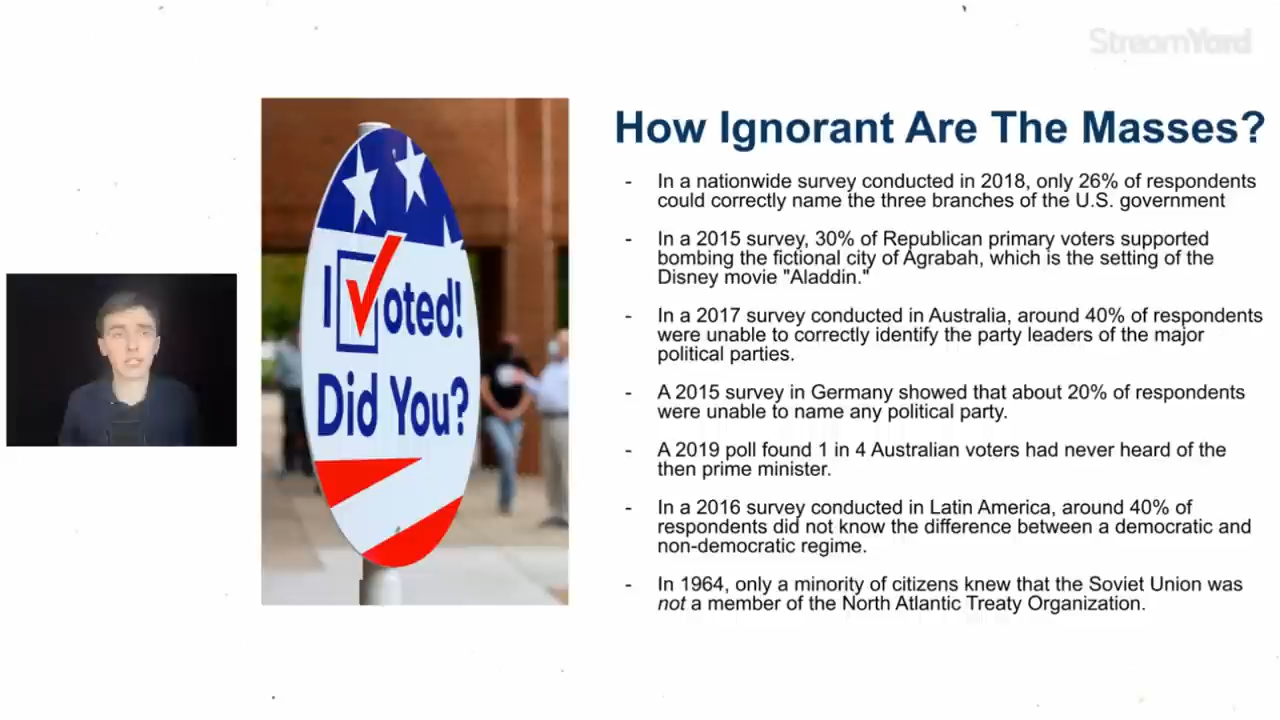 StreamYard
I Voted!
Did You?
How Ignorant Are The Masses?
- In a nationwide survey conducted in 2018, only 26% of respondents
could correctly name the three branches of the U.S. government
- In a 2015 survey, 30% of Republican primary voters supported
bombing the fictional city of Agrabah, which is the setting of the
Disney movie "Aladdin."
- In a 2017 survey conducted in Australia, around 40% of respondents
were unable to correctly identify the party leaders of the major
political parties.
- A 2015 survey in Germany showed that about 20% of respondents
were unable to name any political party.
- A 2019 poll found 1 in 4 Australian voters had never heard of the
then prime minister.
- In a 2016 survey conducted in Latin America, around 40% of
respondents did not know the difference between a democratic and
non-democratic regime.
- In 1964, only a minority of citizens knew that the Soviet Union was
not a member of the North Atlantic Treaty Organization.